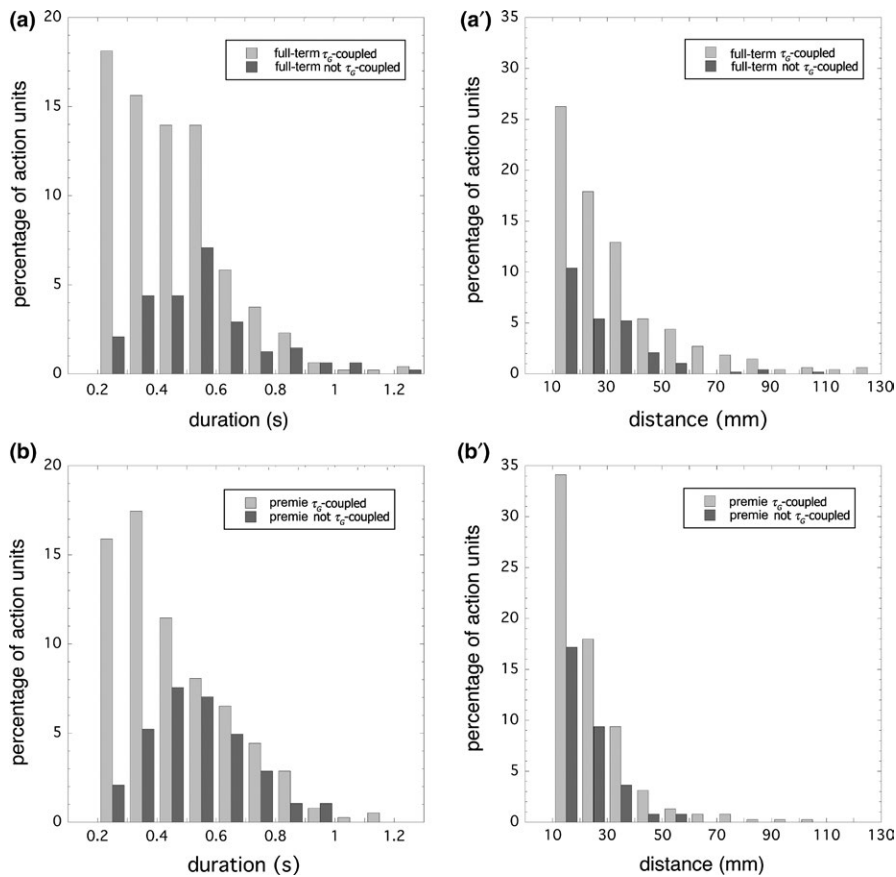 (a)
20
15
10
5
0
percentage of action units
full-term τG-coupled
full-term not τG-coupled
0.2 0.4 0.6 0.8 1 1.2
duration (s)
(a′)
35
30
25
20
15
10
5
0
percentage of action units
full-term τG-coupled
full-term not τG-coupled
10 30 50 70 90 110 130
distance (mm)
(b)
20
15
10
5
0
percentage of action units
premie τG-coupled
premie not τG-coupled
0.2 0.4 0.6 0.8 1 1.2
duration (s)
(b′)
35
30
25
20
15
10
5
0
percentage of action units
premie τG-coupled
premie not τG-coupled
10 30 50 70 90 110 130
distance (mm)